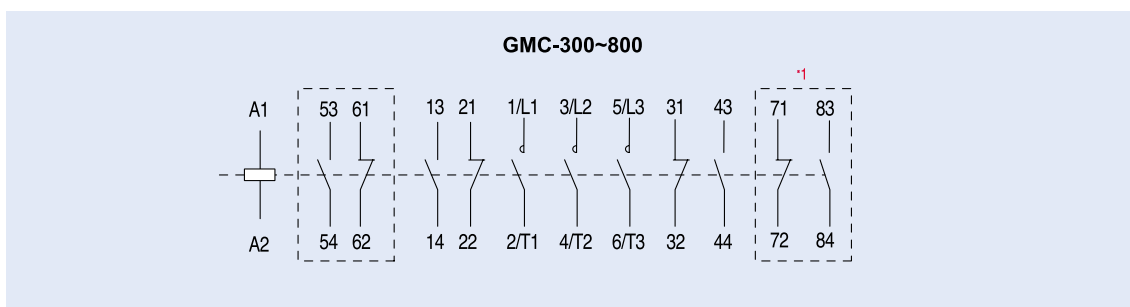 GMC-300~800
*1
A1 53 61 13 21 1/L1 3/L2 5/L3 31 43 71 83
A2 54 62 14 22 2/T1 4/T2 6/T3 32 44 72 84